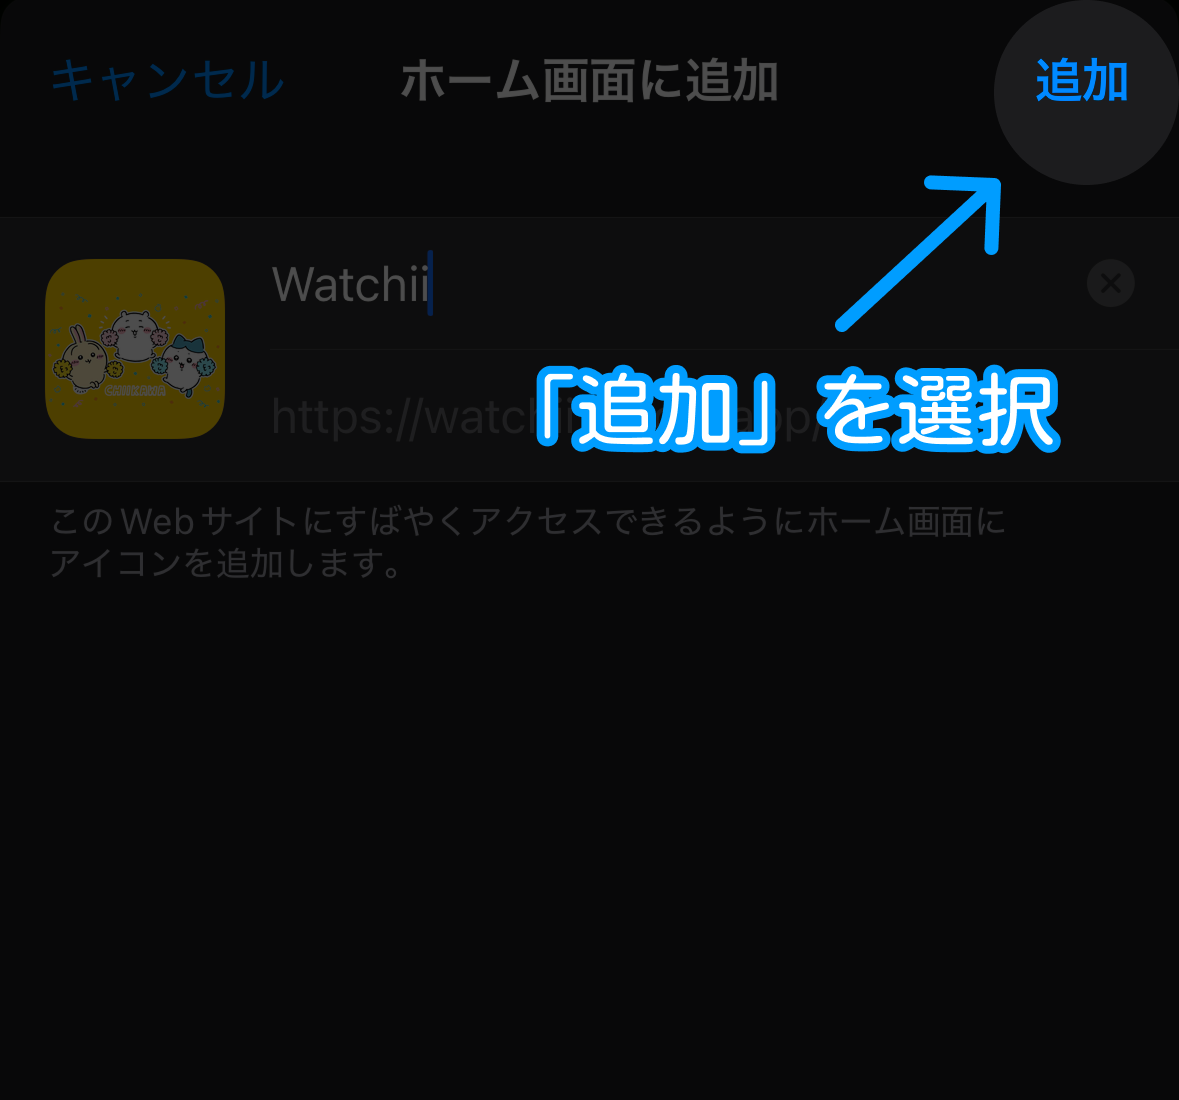 キャンセル ホーム画面に追加 追加
Watchii
「追加」を選択
このWebサイトにすばやくアクセスできるようにホーム画面に
アイコンを追加します。
CHIIKAWA